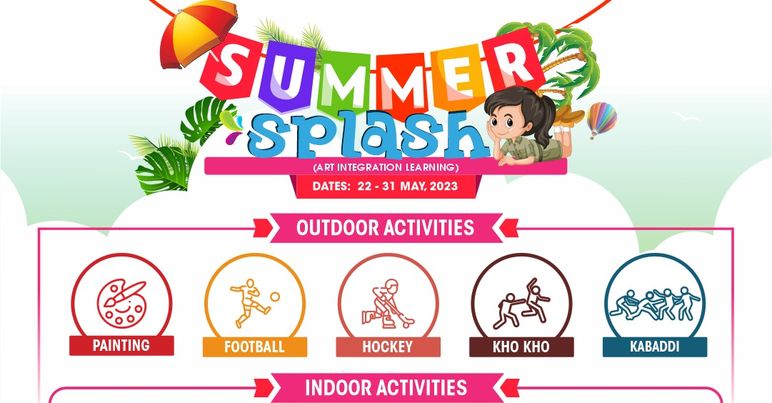 SUMMER
splash
(ART INTEGRATION LEARNING)
DATES: 22 - 31 MAY, 2023
OUTDOOR ACTIVITIES
PAINTING
FOOTBALL
HOCKEY
KHO KHO
KABADDI
INDOOR ACTIVITIES